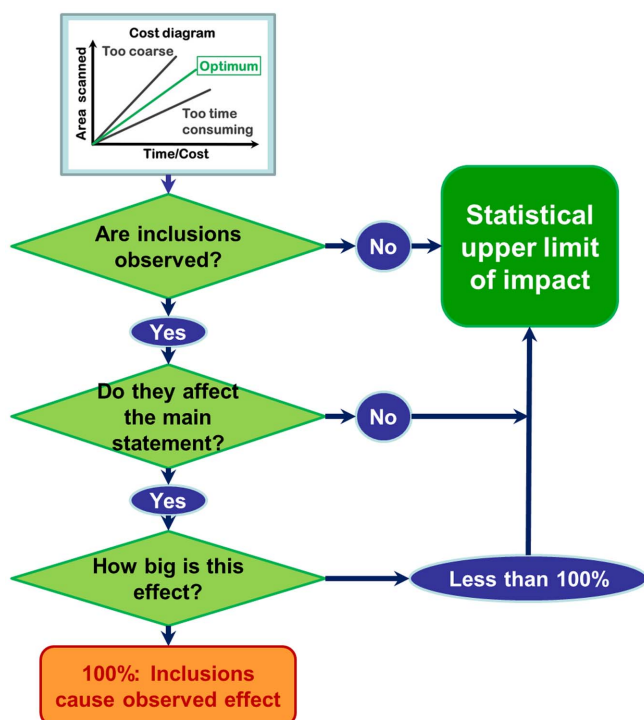 Cost diagram
Too coarse
Optimum
Area scanned
Too time
consuming
Time/Cost
Are inclusions
observed?
No
Statistical
upper limit
of impact
Yes
Do they affect
the main
statement?
No
Yes
How big is this
effect?
Less than 100%
100%: Inclusions
cause observed effect